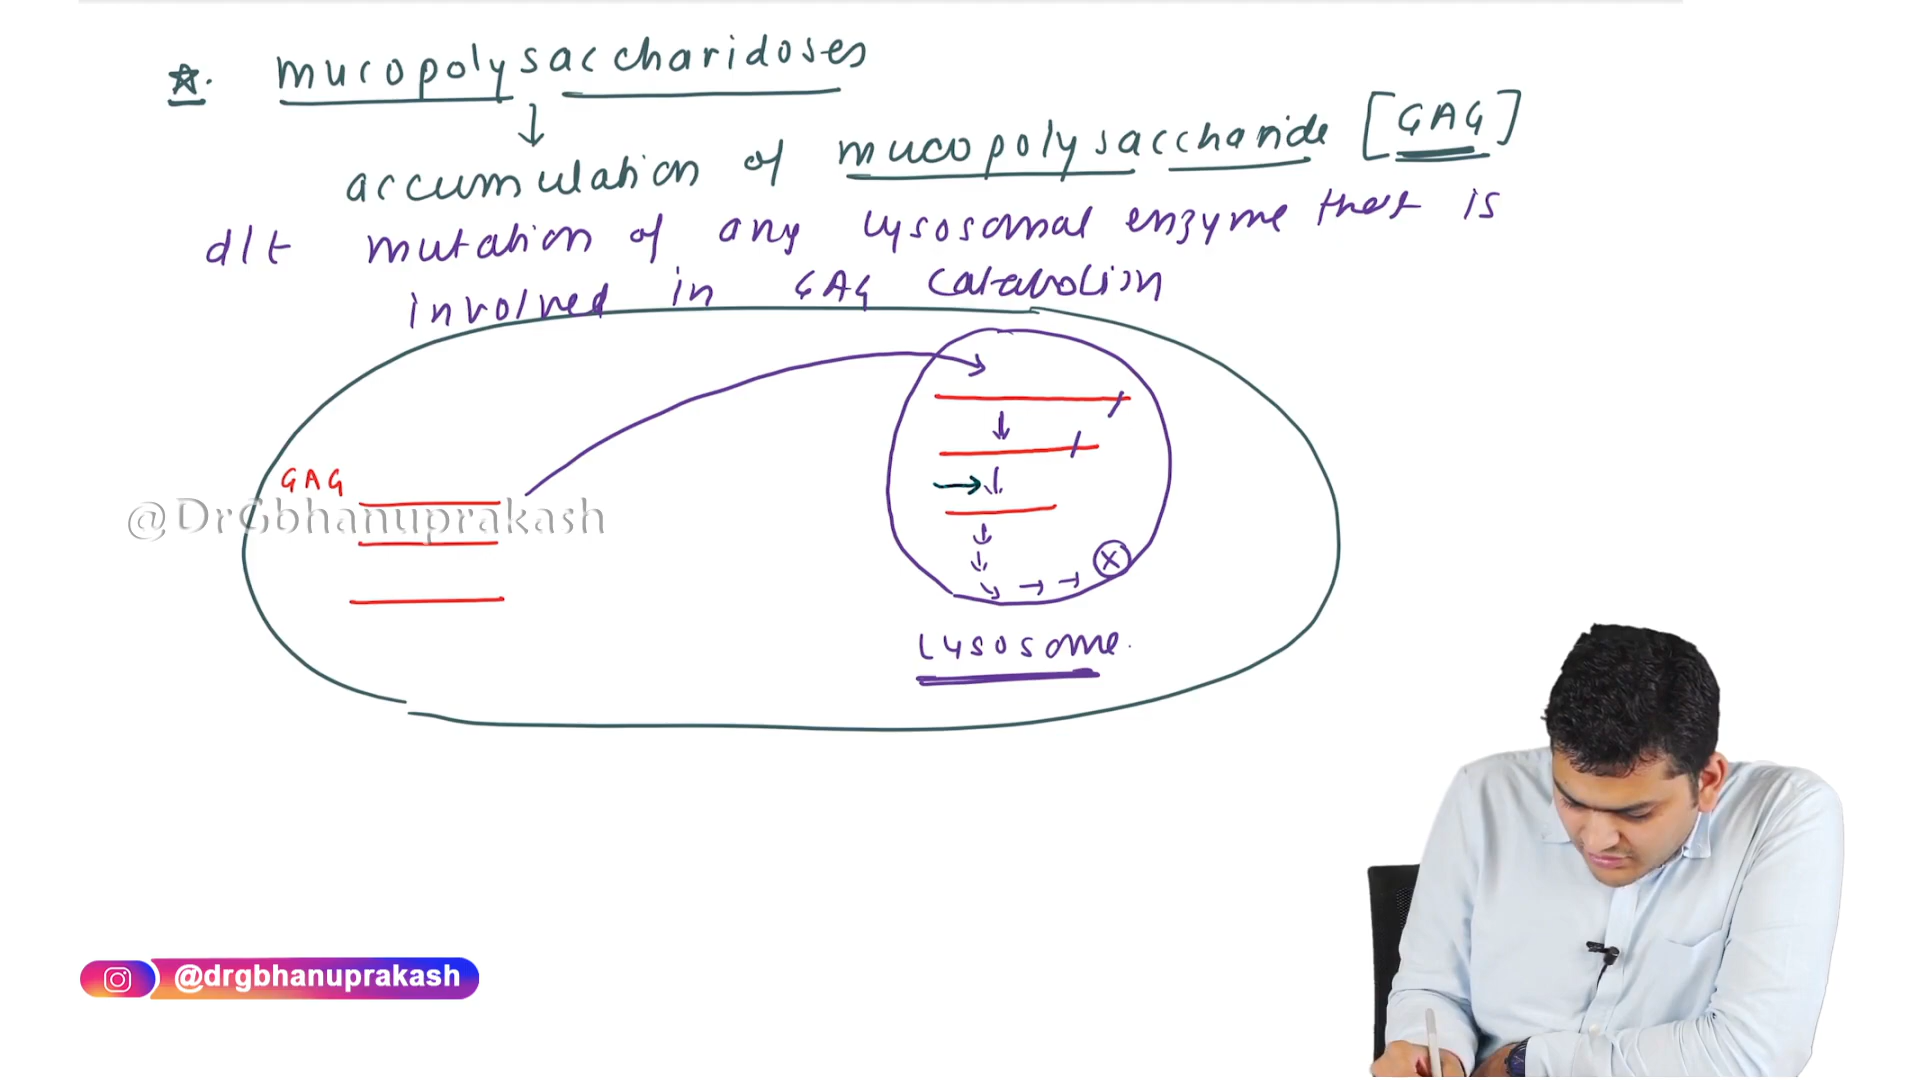 ☆. mucopolysaccharidoses
↓
accumulation of mucopolysaccharide [GAG]
d/t mutation of any lysosomal enzyme that is
involved in GAG catabolism
GAG
@DrGbhanuprakash
X
Lysosome.
@drgbhanuprakash